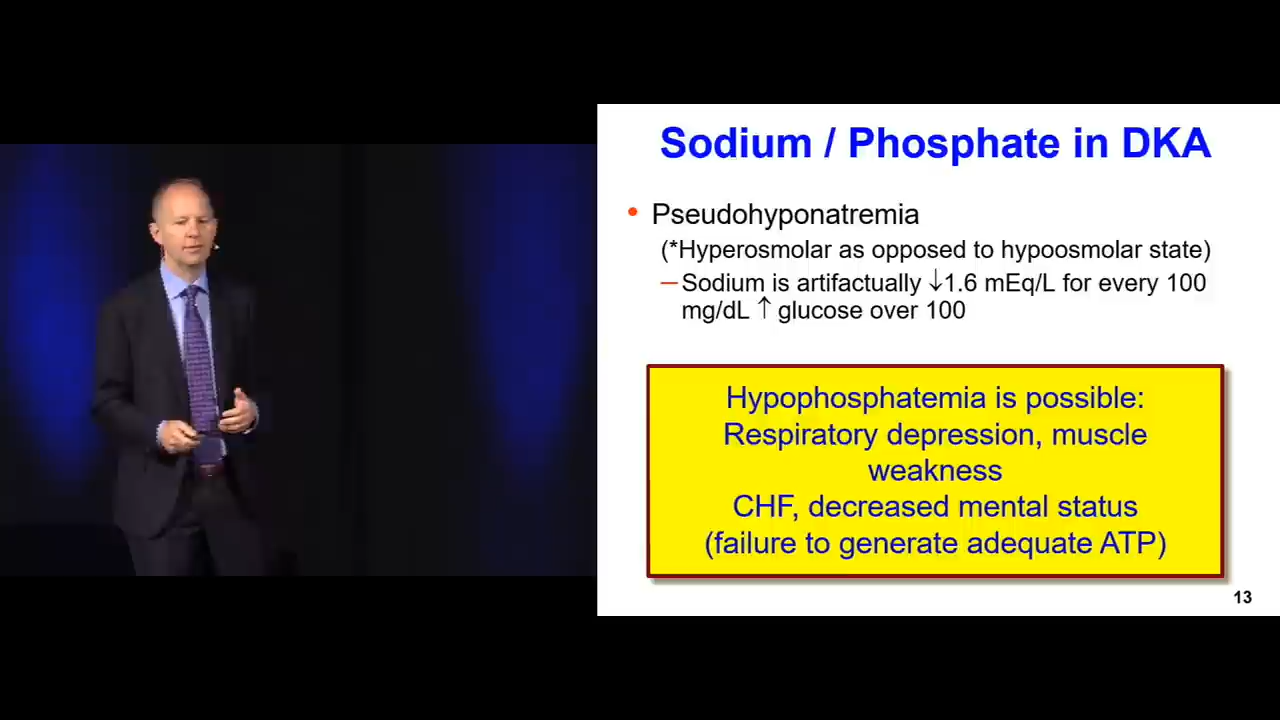 Sodium / Phosphate in DKA
• Pseudohyponatremia
(*Hyperosmolar as opposed to hypoosmolar state)
– Sodium is artifactually ↓1.6 mEq/L for every 100
mg/dL ↑ glucose over 100
Hypophosphatemia is possible:
Respiratory depression, muscle
weakness
CHF, decreased mental status
(failure to generate adequate ATP)
13